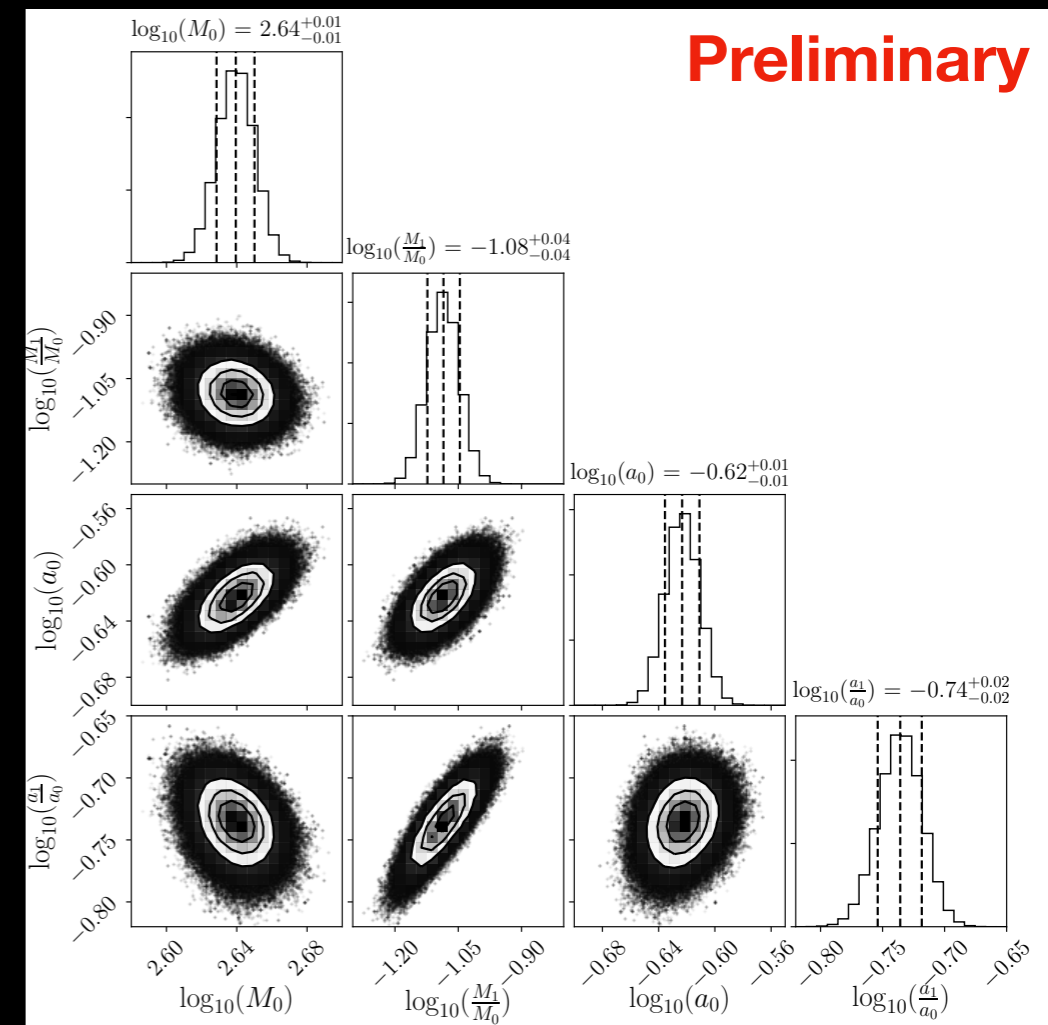 log₁₀(M₀) = 2.64⁺⁰·⁰¹₋₀.₀₁
Preliminary
log₁₀(M₁/M₀) = −1.08⁺⁰·⁰⁴₋₀.₀₄
−0.90
−1.05
−1.20
log₁₀(M₁/M₀)
log₁₀(a₀) = −0.62⁺⁰·⁰¹₋₀.₀₁
−0.56
−0.60
−0.64
−0.68
log₁₀(a₀)
log₁₀(a₁/a₀) = −0.74⁺⁰·⁰²₋₀.₀₂
−0.65
−0.70
−0.75
−0.80
log₁₀(a₁/a₀)
2.60 2.64 2.68 −1.20 −1.05 −0.90 −0.68 −0.64 −0.60 −0.56 −0.80 −0.75 −0.70 −0.65
log₁₀(M₀) log₁₀(M₁/M₀) log₁₀(a₀) log₁₀(a₁/a₀)